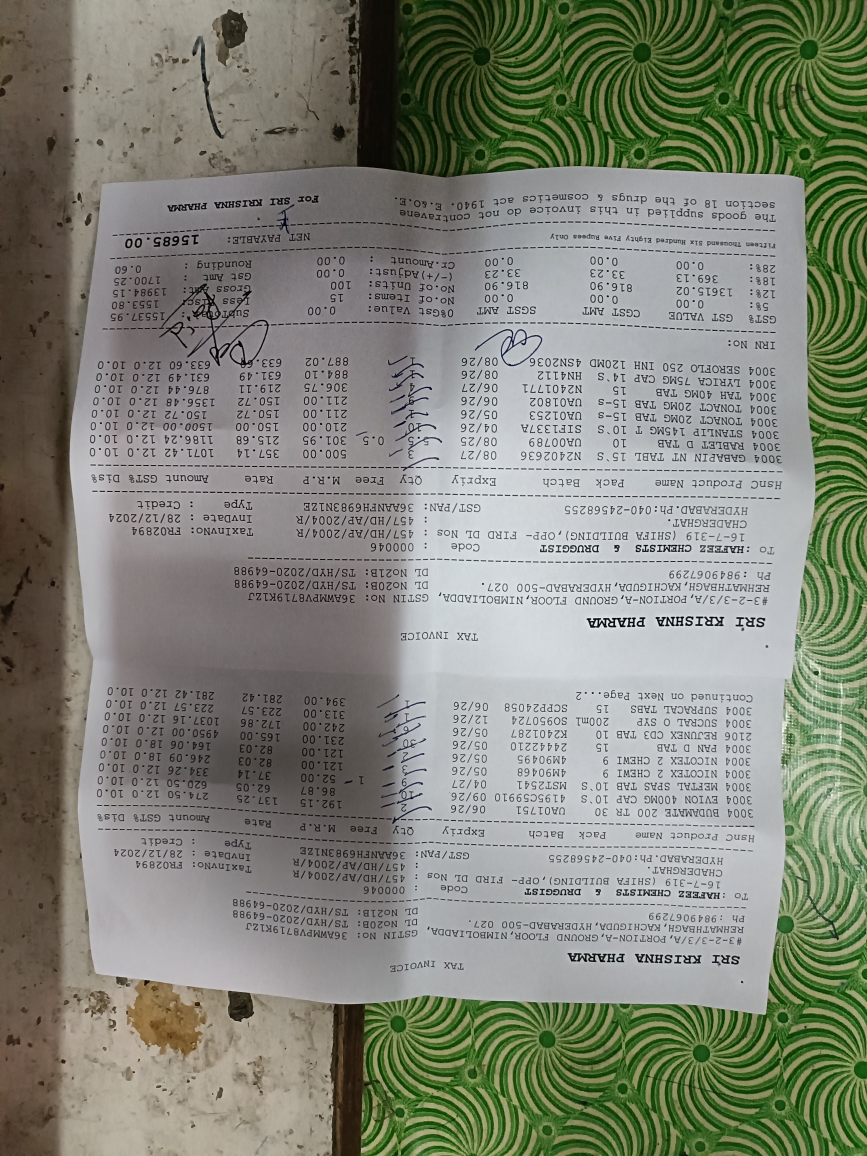 TAX INVOICE
SRI KRISHNA PHARMA
#3-2-3/3/A, PORTION-A, GROUND FLOOR, NIMBOLIADDA, GSTIN No: 36AWMPV8719K1ZJ
REHMATHBAGH, KACHIGUDA, HYDERABAD-500 027. DL No20B: TS/HYD/2020-64988
Ph :9849067299 DL No21B: TS/HYD/2020-64988
To :HAFEEZ CHEMISTS & DRUGGIST Code : 000046
16-7-319 (SHIFA BUILDING), OPP- FIRD DL Nos : 457/HD/AP/2004/R TaxInNo: FR02894
CHADERGHAT. : 457/HD/AP/2004/R InvDate : 28/12/2024
HYDERABAD.Ph:040-24568255 GST/PAN: 36AANFH6983N1ZE Type : Credit
Hsnc Product Name Pack Batch Expriy Qty Free M.R.P Rate Amount GST% Dis%
3004 BUDAMATE 200 TR 30 UA01751 06/26 2 192.15 137.25 274.50 12.0 10.0
3004 EVION 400MG CAP 10'S 4195C59910 09/26 10 86.87 62.05 620.50 12.0 10.0
3004 MEFTAL SPAS TAB 10'S MST2541 04/27 9 1 52.00 37.14 334.26 12.0 10.0
3004 NICOTEX 2 CHEWI 9 4M90468 05/26 3 121.00 82.03 246.09 18.0 10.0
3004 NICOTEX 2 CHEWI 9 4M90495 05/26 2 121.00 82.03 164.06 18.0 10.0
3004 PAN D TAB 15 24442210 05/26 30 231.00 165.00 4950.00 12.0 10.0
2106 REJUNEX CD3 TAB 10 K2401287 05/26 6 242.00 172.86 1037.16 12.0 10.0
3004 SUCRAL O SYP 200ml SO950724 12/26 1 313.00 223.57 223.57 12.0 10.0
3004 SUPRACAL TABS 15 SCPP24058 06/26 1 394.00 281.42 281.42 12.0 10.0
Continued on Next Page...2
TAX INVOICE
SRI KRISHNA PHARMA
#3-2-3/3/A, PORTION-A, GROUND FLOOR, NIMBOLIADDA, GSTIN No: 36AWMPV8719K1ZJ
REHMATHBAGH, KACHIGUDA, HYDERABAD-500 027. DL No20B: TS/HYD/2020-64988
Ph :9849067299 DL No21B: TS/HYD/2020-64988
To :HAFEEZ CHEMISTS & DRUGGIST Code : 000046
16-7-319 (SHIFA BUILDING), OPP- FIRD DL Nos : 457/HD/AP/2004/R TaxInNo: FR02894
CHADERGHAT. : 457/HD/AP/2004/R InvDate : 28/12/2024
HYDERABAD.Ph:040-24568255 GST/PAN: 36AANFH6983N1ZE Type : Credit
Hsnc Product Name Pack Batch Expriy Qty Free M.R.P Rate Amount GST% Dis%
3004 GABAPIN NT TABL 15'S N2402636 08/27 3 500.00 357.14 1071.42 12.0 10.0
3004 RABLET D TAB 10 UA00789 08/25 5.5 0.5 301.95 215.68 1186.24 12.0 10.0
3004 STANLIP 145MG T 10'S SIF1337A 04/26 10 210.00 150.00 1500.00 12.0 10.0
3004 TONACT 20MG TAB 15-s UA01253 05/26 1 211.00 150.72 150.72 12.0 10.0
3004 TONACT 20MG TAB 15-s UA01802 06/26 9 211.00 150.72 1356.48 12.0 10.0
3004 TAH 40MG TAB 15 N2401771 06/27 4 306.75 219.11 876.44 12.0 10.0
3004 LYRICA 75MG CAP 14'S HN4112 08/26 1 884.10 631.49 631.49 12.0 10.0
3004 SEROFLO 250 INH 120MD 4SN2036 08/26 1 887.02 633.60 633.60 12.0 10.0
IRN No:
GST% GST VALUE CGST AMT SGST AMT 0%Gst Value: 0.00 SubTotal : 15537.95
5%: 0.00 0.00 0.00 No.of Items: 15 Less Disc: 1553.80
12%: 13615.02 816.90 816.90 No.of Units: 100 Gross Amt: 13984.15
18%: 369.13 33.23 33.23 (-/+)Adjust: 0.00 Gst Amt : 1700.25
28%: 0.00 0.00 0.00 Cr.Amount : 0.00 Rounding : 0.60
Fifteen Thousand Six Hundred Eighty Five Rupees Only NET PAYABLE: 15685.00
The goods supplied in this invoice do not contravene
section 18 of the drugs & cosmetics act 1940. E.&O.E. For SRI KRISHNA PHARMA